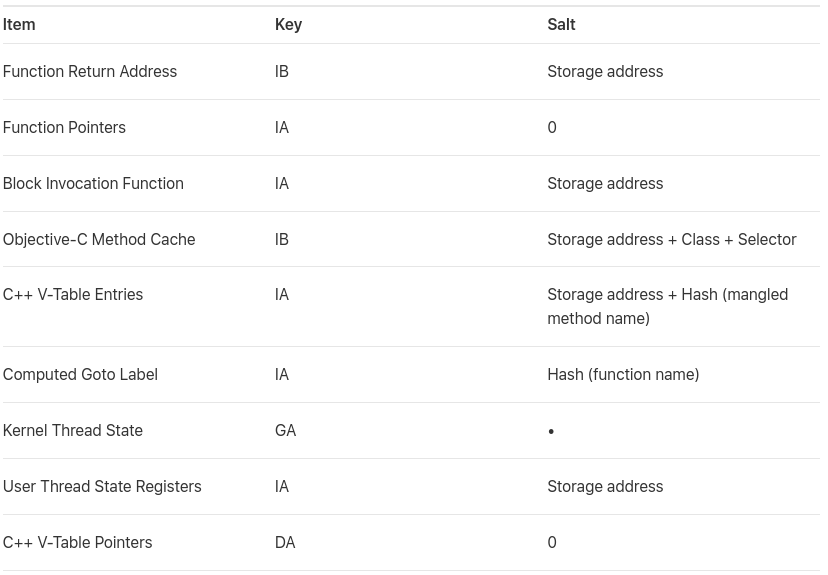 Item Key Salt
Function Return Address IB Storage address
Function Pointers IA 0
Block Invocation Function IA Storage address
Objective-C Method Cache IB Storage address + Class + Selector
C++ V-Table Entries IA Storage address + Hash (mangled
method name)
Computed Goto Label IA Hash (function name)
Kernel Thread State GA •
User Thread State Registers IA Storage address
C++ V-Table Pointers DA 0